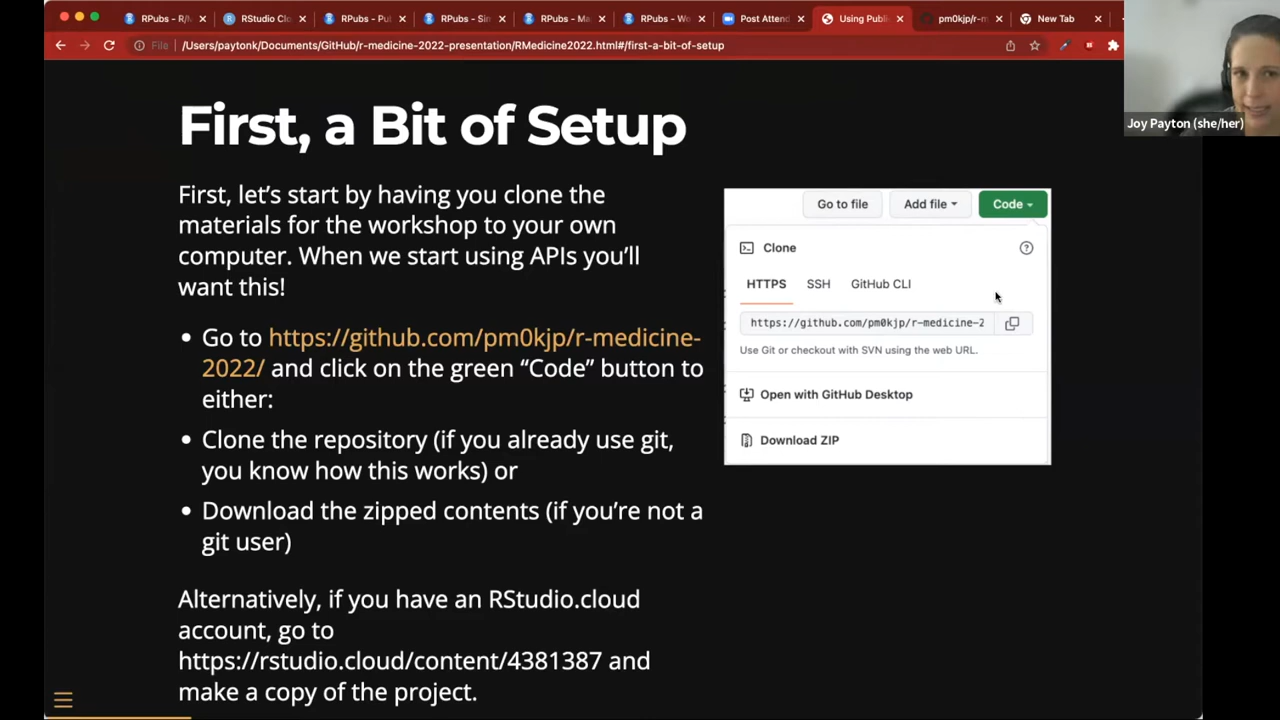 RPubs - R/M
RStudio Clo
RPubs - Pu
RPubs - Sin
RPubs - Ma
RPubs - Wo
Post Attend
Using Publi
pm0kjp/r-m
New Tab
File /Users/paytonk/Documents/GitHub/r-medicine-2022-presentation/RMedicine2022.html#/first-a-bit-of-setup
Joy Payton (she/her)
First, a Bit of Setup
First, let's start by having you clone the
materials for the workshop to your own
computer. When we start using APIs you'll
want this!
• Go to https://github.com/pm0kjp/r-medicine-
2022/ and click on the green “Code” button to
either:
• Clone the repository (if you already use git,
you know how this works) or
• Download the zipped contents (if you're not a
git user)
Alternatively, if you have an RStudio.cloud
account, go to
https://rstudio.cloud/content/4381387 and
make a copy of the project.
Go to file Add file Code
Clone
HTTPS SSH GitHub CLI
https://github.com/pm0kjp/r-medicine-2
Use Git or checkout with SVN using the web URL.
Open with GitHub Desktop
Download ZIP